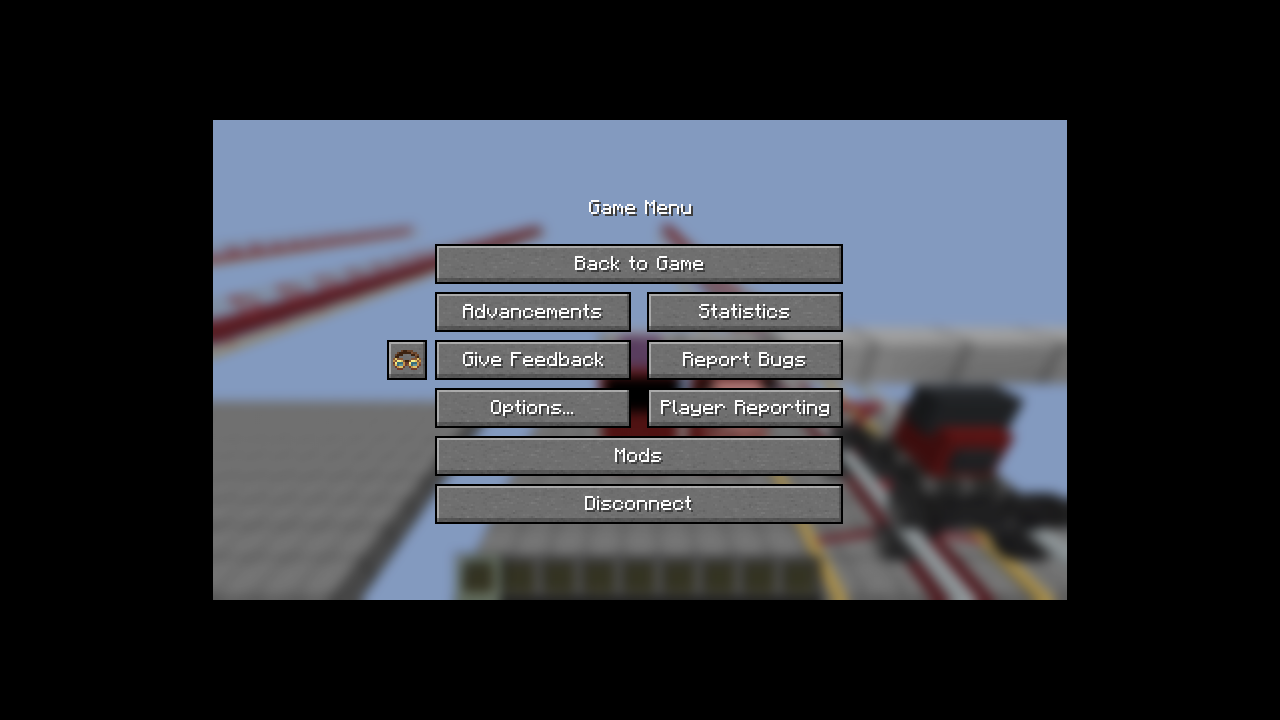 Game Menu
Back to Game
Advancements
Statistics
Give Feedback
Report Bugs
Options...
Player Reporting
Mods
Disconnect